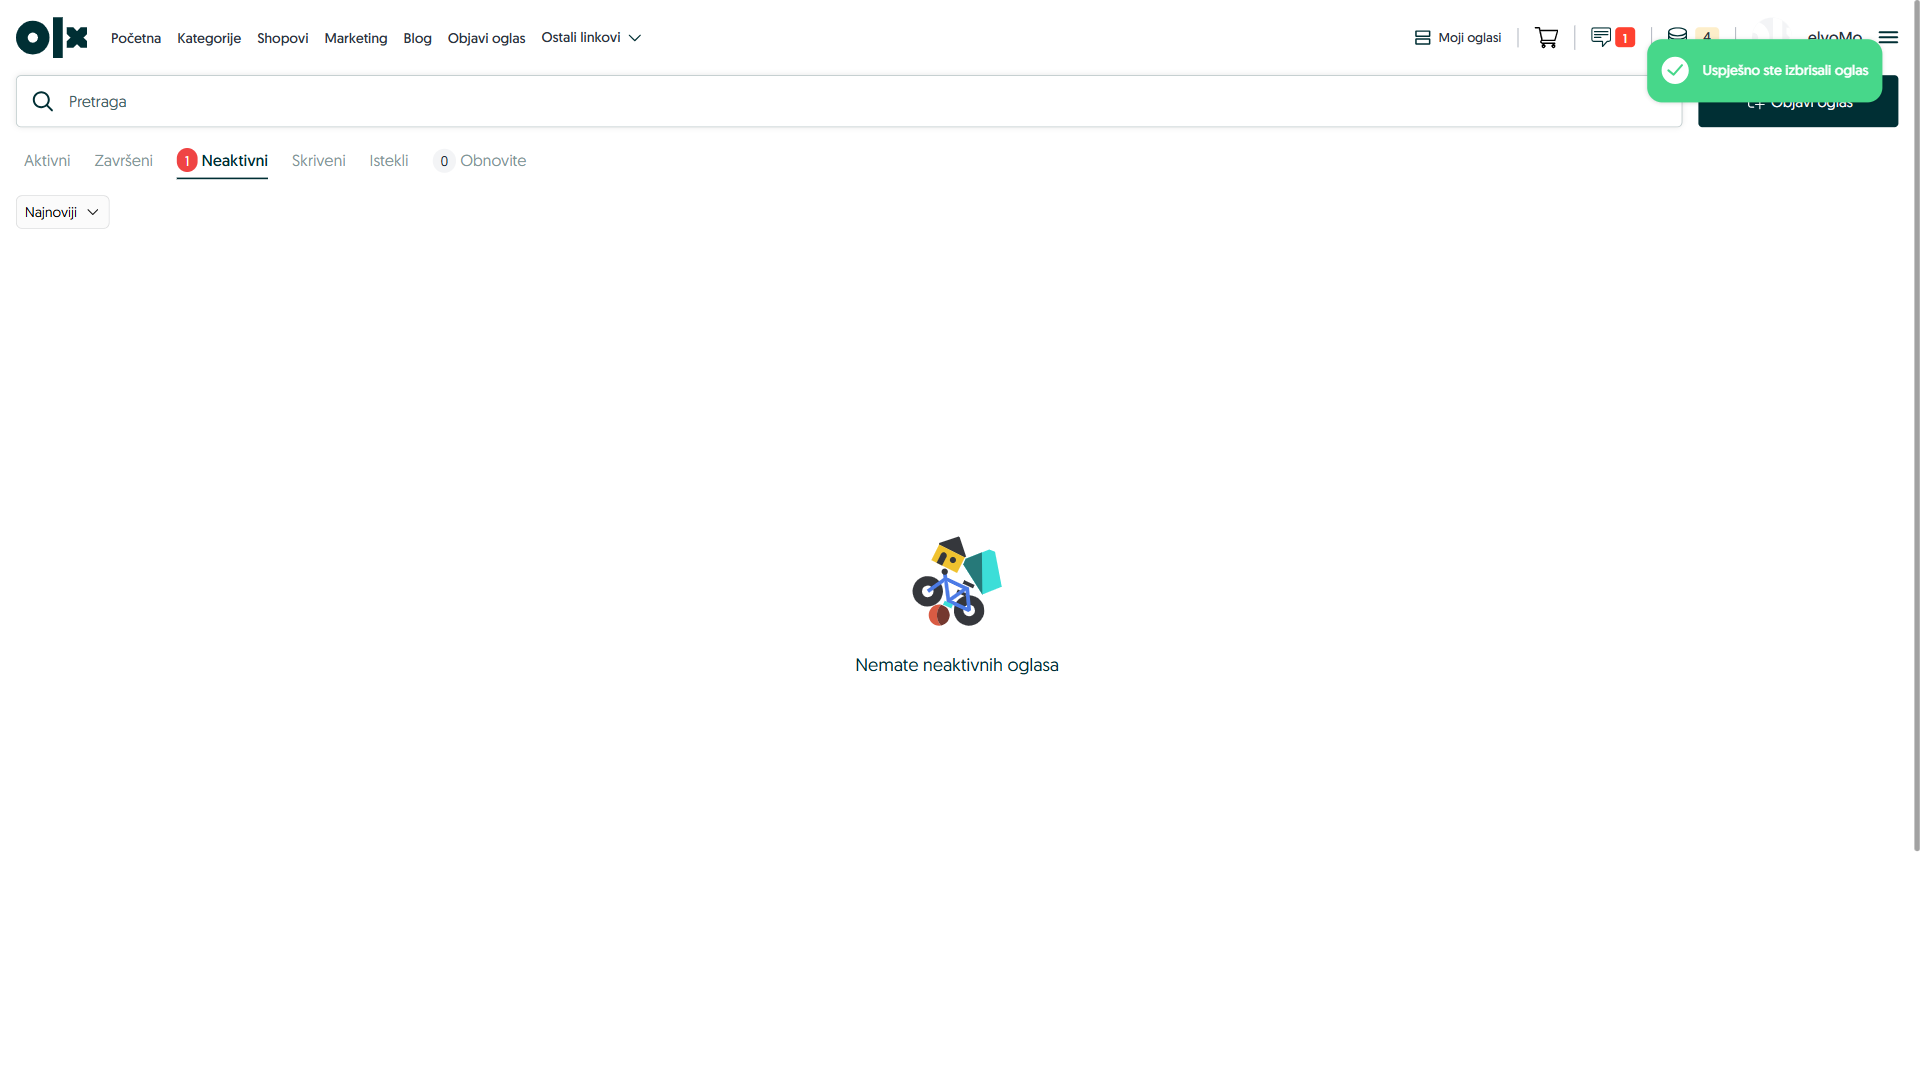 olx
Početna
Kategorije
Shopovi
Marketing
Blog
Objavi oglas
Ostali linkovi
Moji oglasi
1
4
elvoMo
Uspješno ste izbrisali oglas
Pretraga
Objavi oglas
Aktivni
Završeni
1 Neaktivni
Skriveni
Istekli
0 Obnovite
Najnoviji
Nemate neaktivnih oglasa